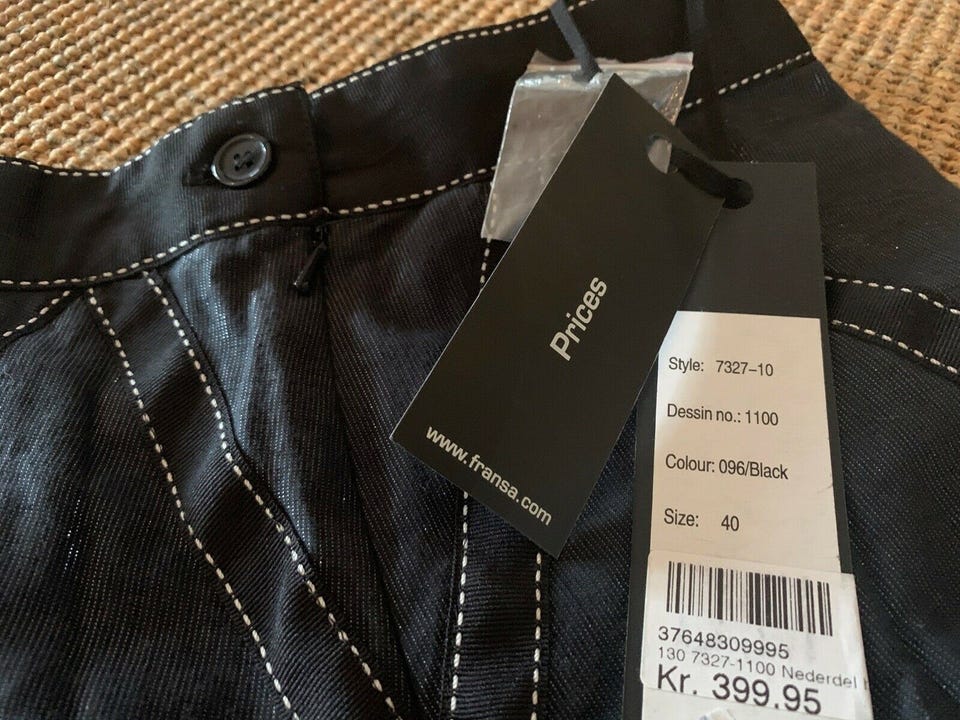 Prices
www.fransa.com
Style: 7327-10
Dessin no.: 1100
Colour: 096/Black
Size: 40
37648309995
130 7327-1100 Nederdel
Kr. 399.95